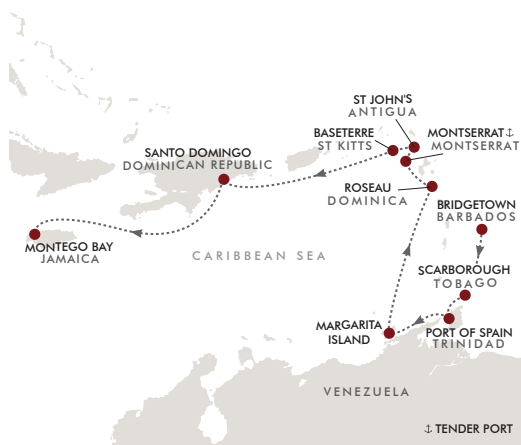 ST JOHN'S
ANTIGUA
BASETERRE
ST KITTS
MONTSERRAT⚓
MONTSERRAT
SANTO DOMINGO
DOMINICAN REPUBLIC
ROSEAU
DOMINICA
BRIDGETOWN
BARBADOS
MONTEGO BAY
JAMAICA
CARIBBEAN SEA
SCARBOROUGH
TOBAGO
MARGARITA
ISLAND
PORT OF SPAIN
TRINIDAD
VENEZUELA
⚓ TENDER PORT